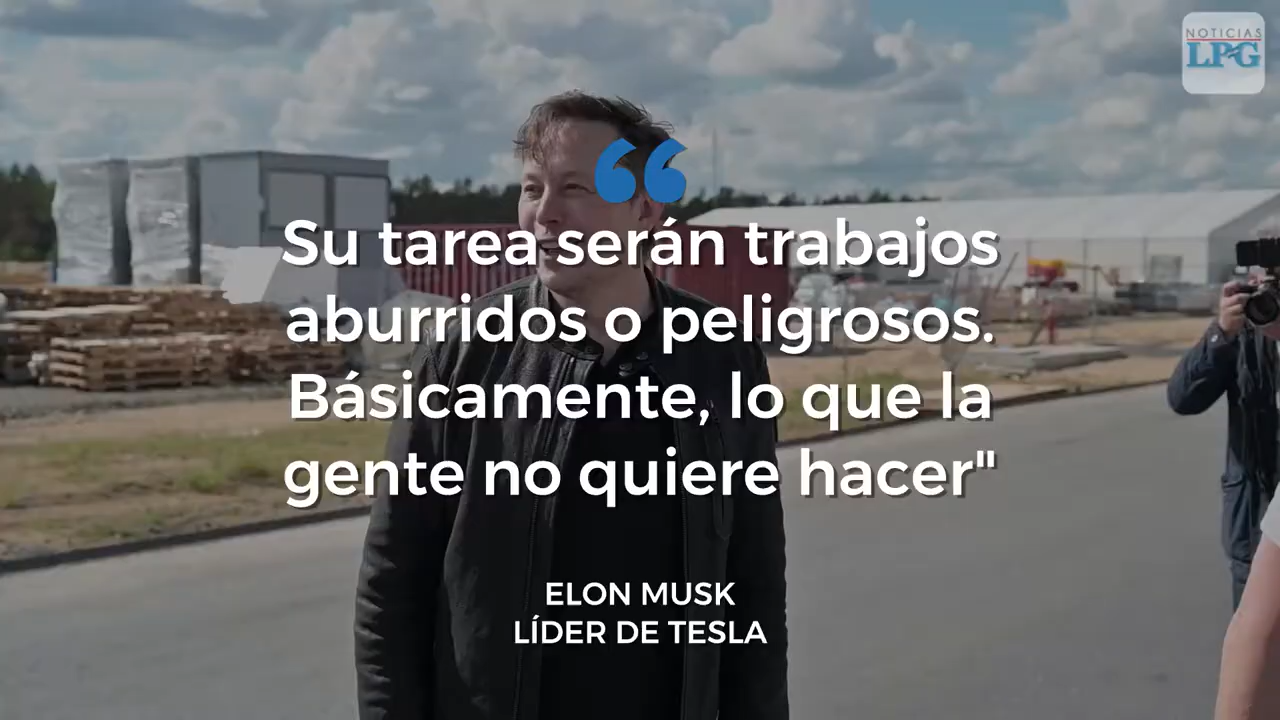 NOTICIAS
LPG
“
Su tarea serán trabajos
aburridos o peligrosos.
Básicamente, lo que la
gente no quiere hacer"
ELON MUSK
LÍDER DE TESLA